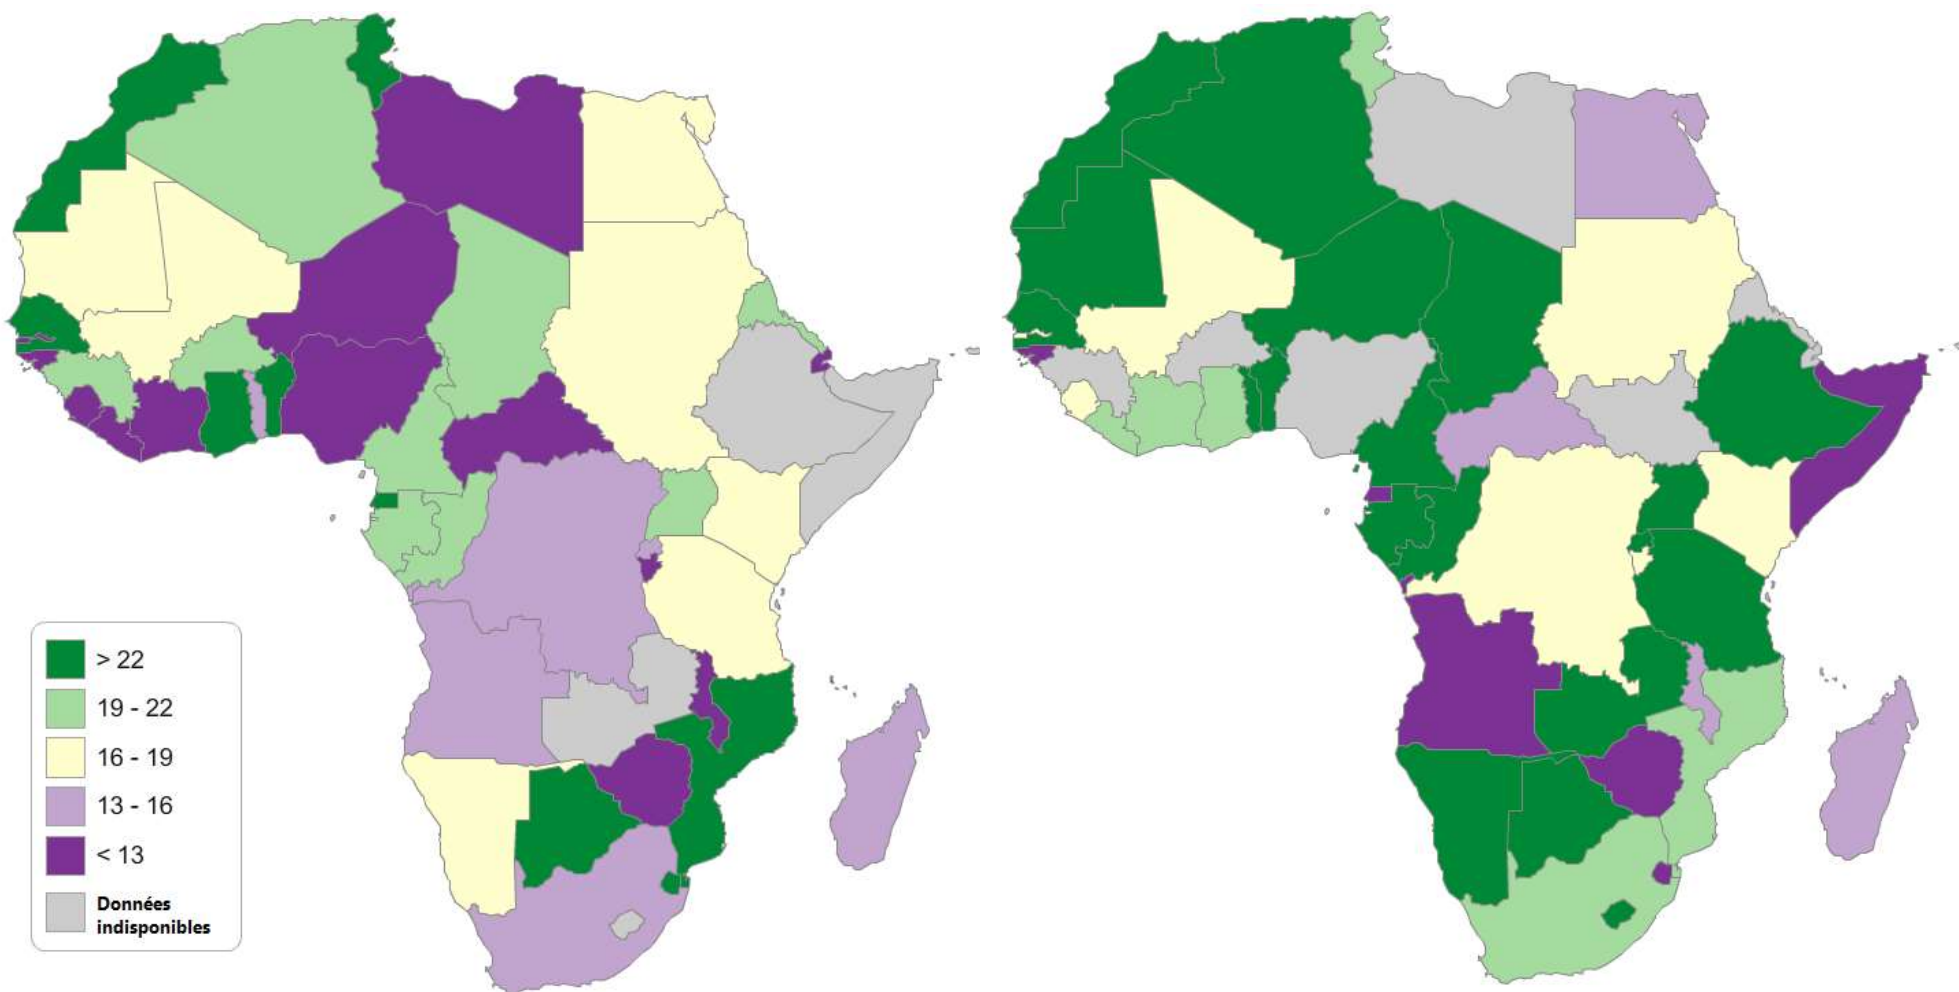 > 22
19 - 22
16 - 19
13 - 16
< 13
Données
indisponibles